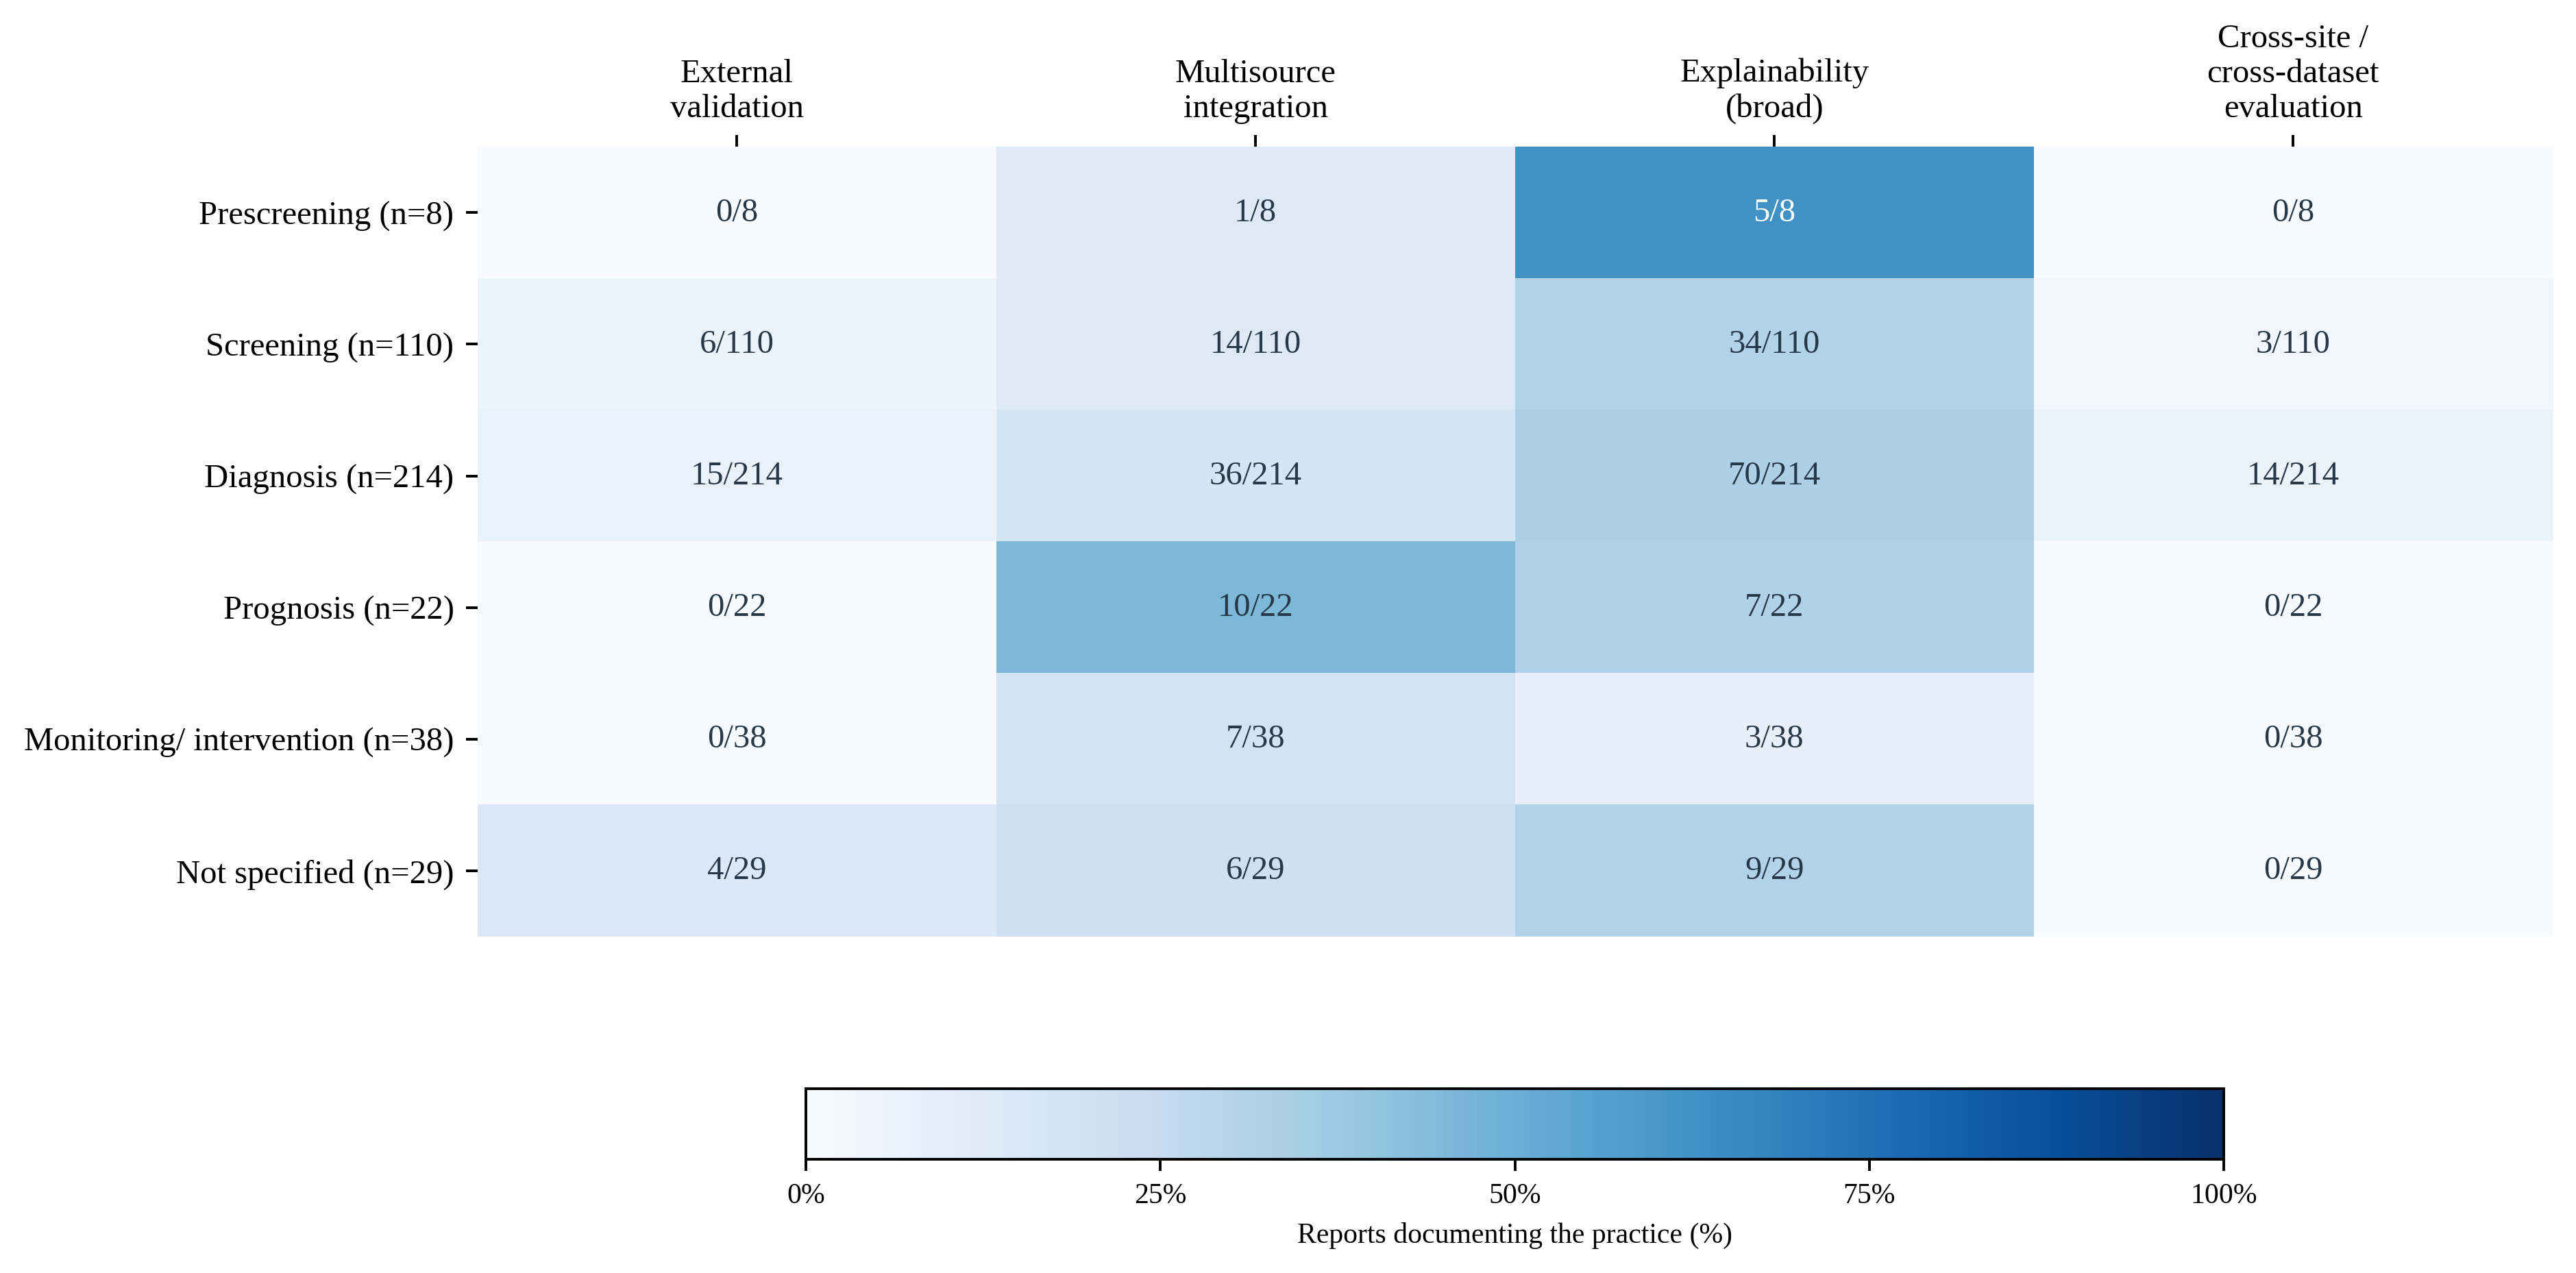 External
validation
Multisource
integration
Explainability
(broad)
Cross-site /
cross-dataset
evaluation
Prescreening (n=8)
0/8
1/8
5/8
0/8
Screening (n=110)
6/110
14/110
34/110
3/110
Diagnosis (n=214)
15/214
36/214
70/214
14/214
Prognosis (n=22)
0/22
10/22
7/22
0/22
Monitoring/ intervention (n=38)
0/38
7/38
3/38
0/38
Not specified (n=29)
4/29
6/29
9/29
0/29
0%
25%
50%
75%
100%
Reports documenting the practice (%)